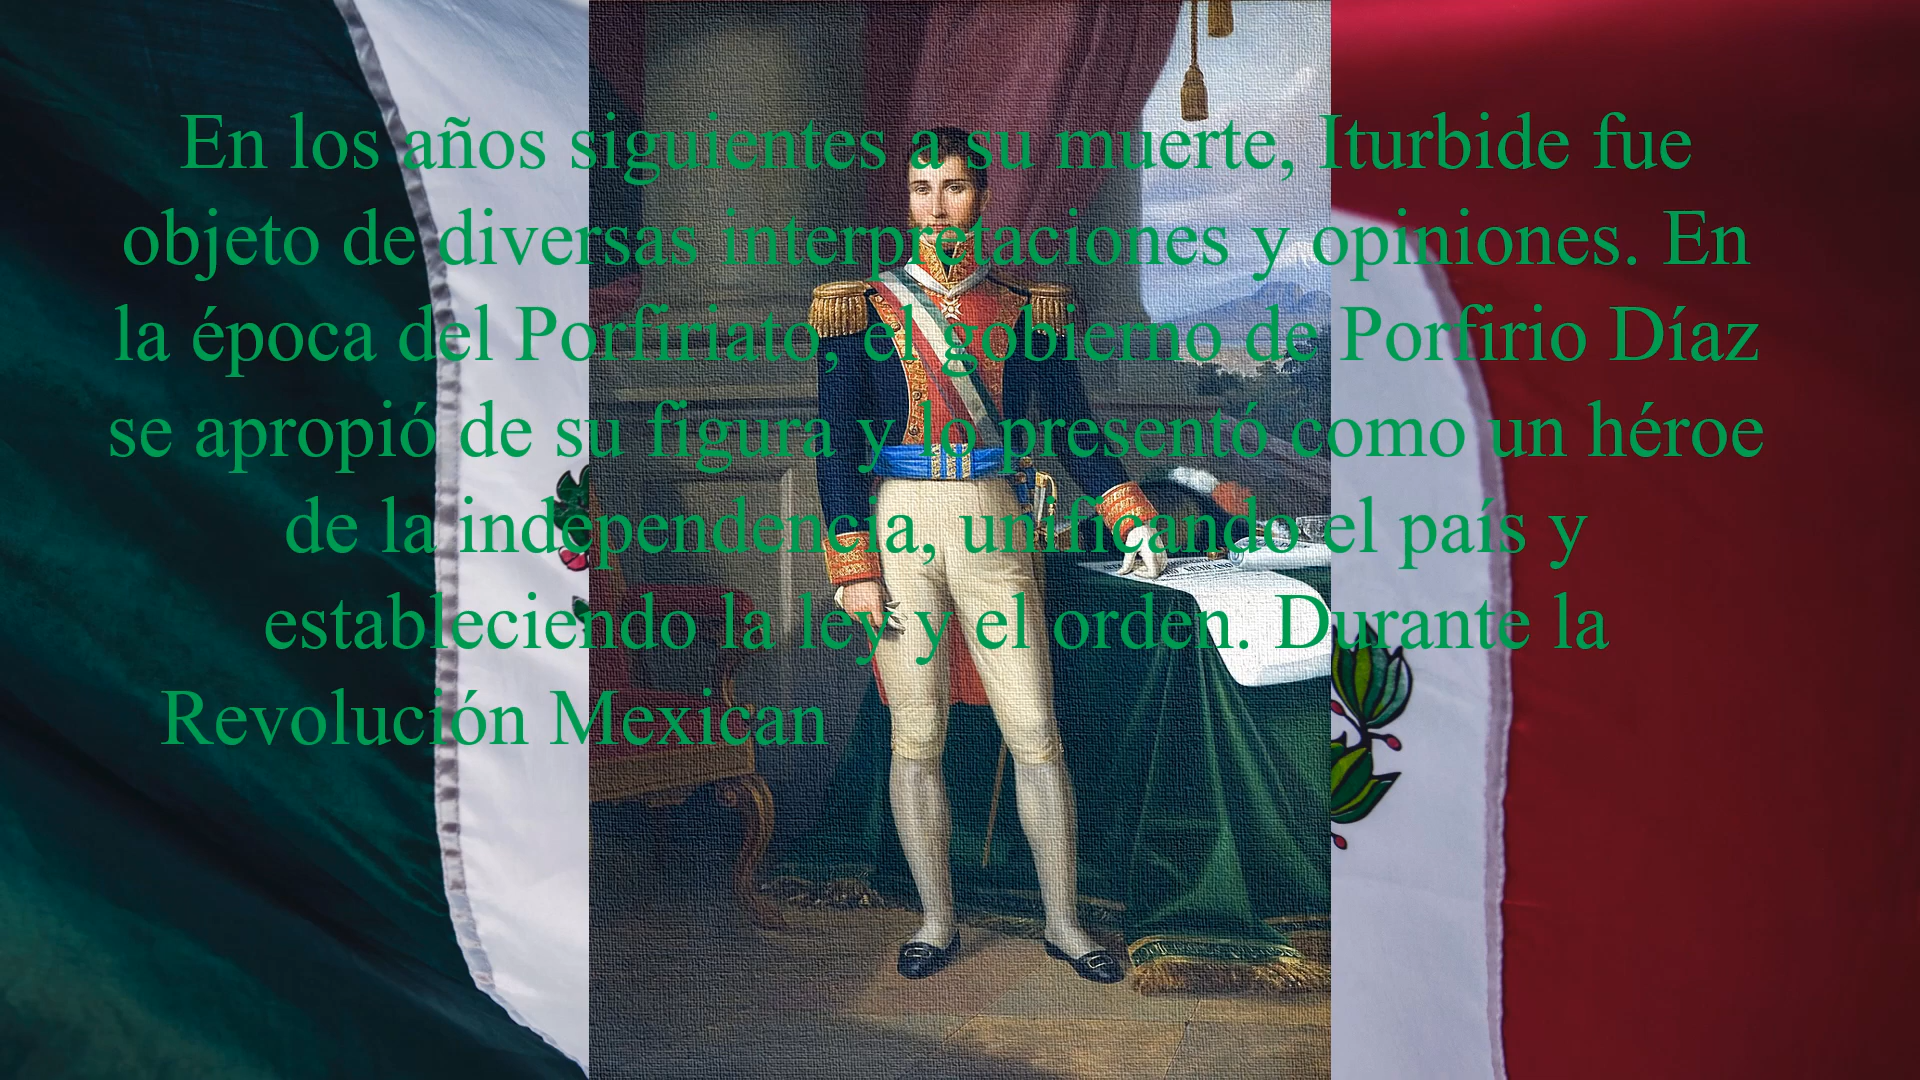 En los años siguientes a su muerte, Iturbide fue
objeto de diversas interpretaciones y opiniones. En
la época del Porfiriato, el gobierno de Porfirio Díaz
se apropió de su figura y lo presentó como un héroe
de la independencia, unificando el país y
estableciendo la ley y el orden. Durante la
Revolución Mexican